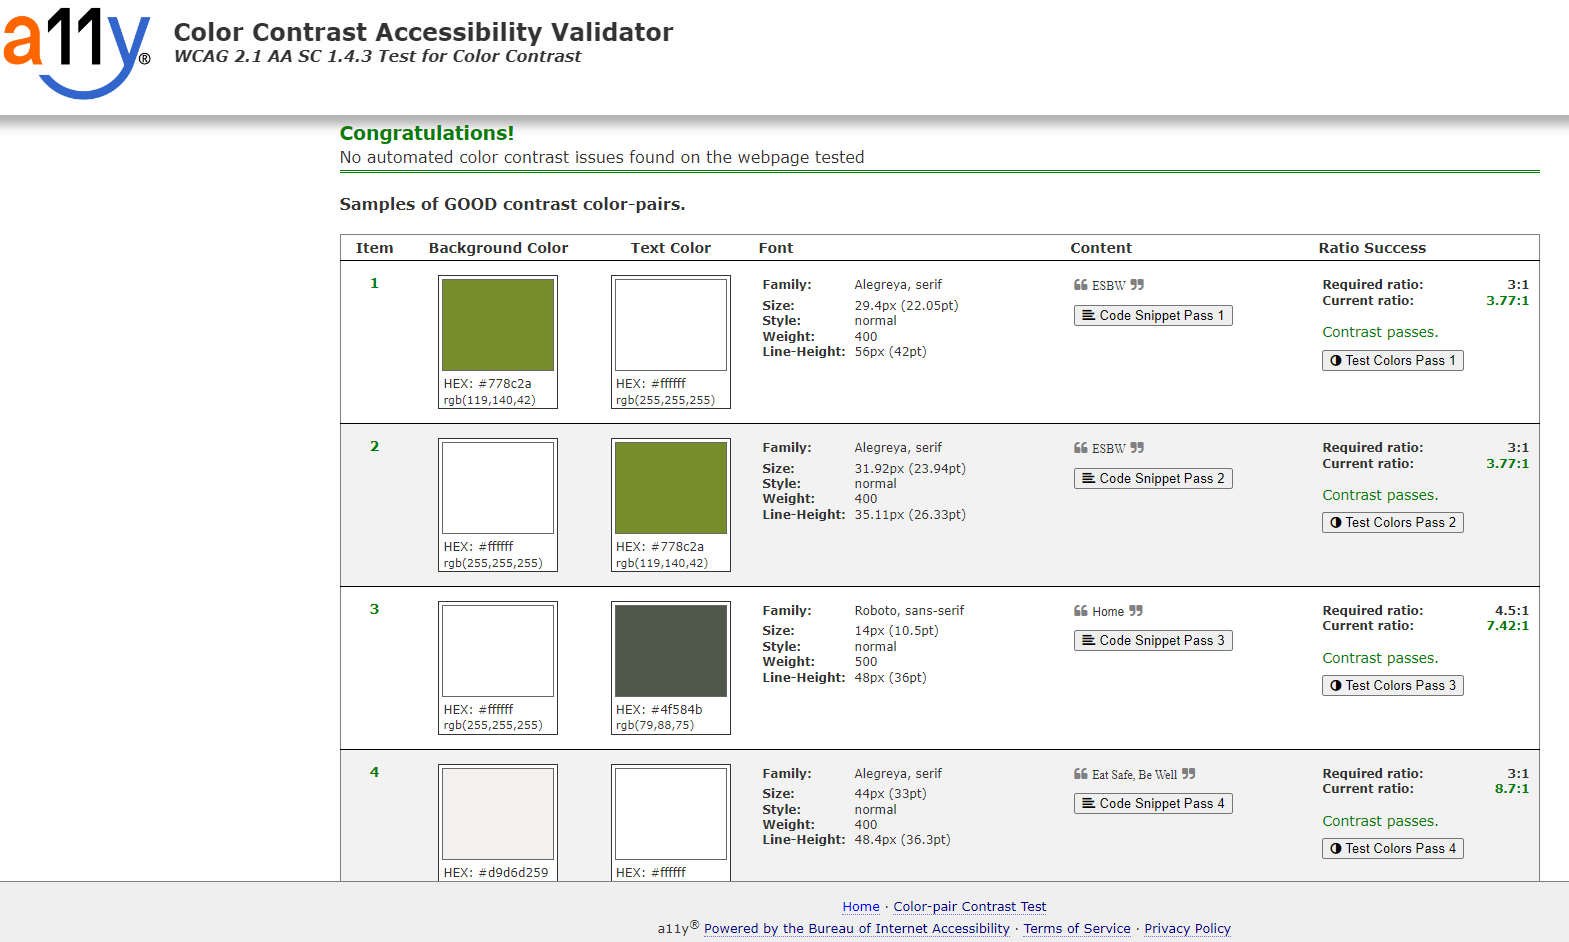 a11y®
Color Contrast Accessibility Validator
WCAG 2.1 AA SC 1.4.3 Test for Color Contrast
Congratulations!
No automated color contrast issues found on the webpage tested
Samples of GOOD contrast color-pairs.
Item Background Color Text Color Font Content Ratio Success
1
HEX: #778c2a
rgb(119,140,42)
HEX: #ffffff
rgb(255,255,255)
Family: Alegreya, serif
Size: 29.4px (22.05pt)
Style: normal
Weight: 400
Line-Height: 56px (42pt)
❝ ESBW ❞
Code Snippet Pass 1
Required ratio: 3:1
Current ratio: 3.77:1
Contrast passes.
Test Colors Pass 1
2
HEX: #ffffff
rgb(255,255,255)
HEX: #778c2a
rgb(119,140,42)
Family: Alegreya, serif
Size: 31.92px (23.94pt)
Style: normal
Weight: 400
Line-Height: 35.11px (26.33pt)
❝ ESBW ❞
Code Snippet Pass 2
Required ratio: 3:1
Current ratio: 3.77:1
Contrast passes.
Test Colors Pass 2
3
HEX: #ffffff
rgb(255,255,255)
HEX: #4f584b
rgb(79,88,75)
Family: Roboto, sans-serif
Size: 14px (10.5pt)
Style: normal
Weight: 500
Line-Height: 48px (36pt)
❝ Home ❞
Code Snippet Pass 3
Required ratio: 4.5:1
Current ratio: 7.42:1
Contrast passes.
Test Colors Pass 3
4
HEX: #d9d6d259
HEX: #ffffff
Family: Alegreya, serif
Size: 44px (33pt)
Style: normal
Weight: 400
Line-Height: 48.4px (36.3pt)
❝ Eat Safe, Be Well ❞
Code Snippet Pass 4
Required ratio: 3:1
Current ratio: 8.7:1
Contrast passes.
Test Colors Pass 4
Home · Color-pair Contrast Test
a11y® Powered by the Bureau of Internet Accessibility · Terms of Service · Privacy Policy